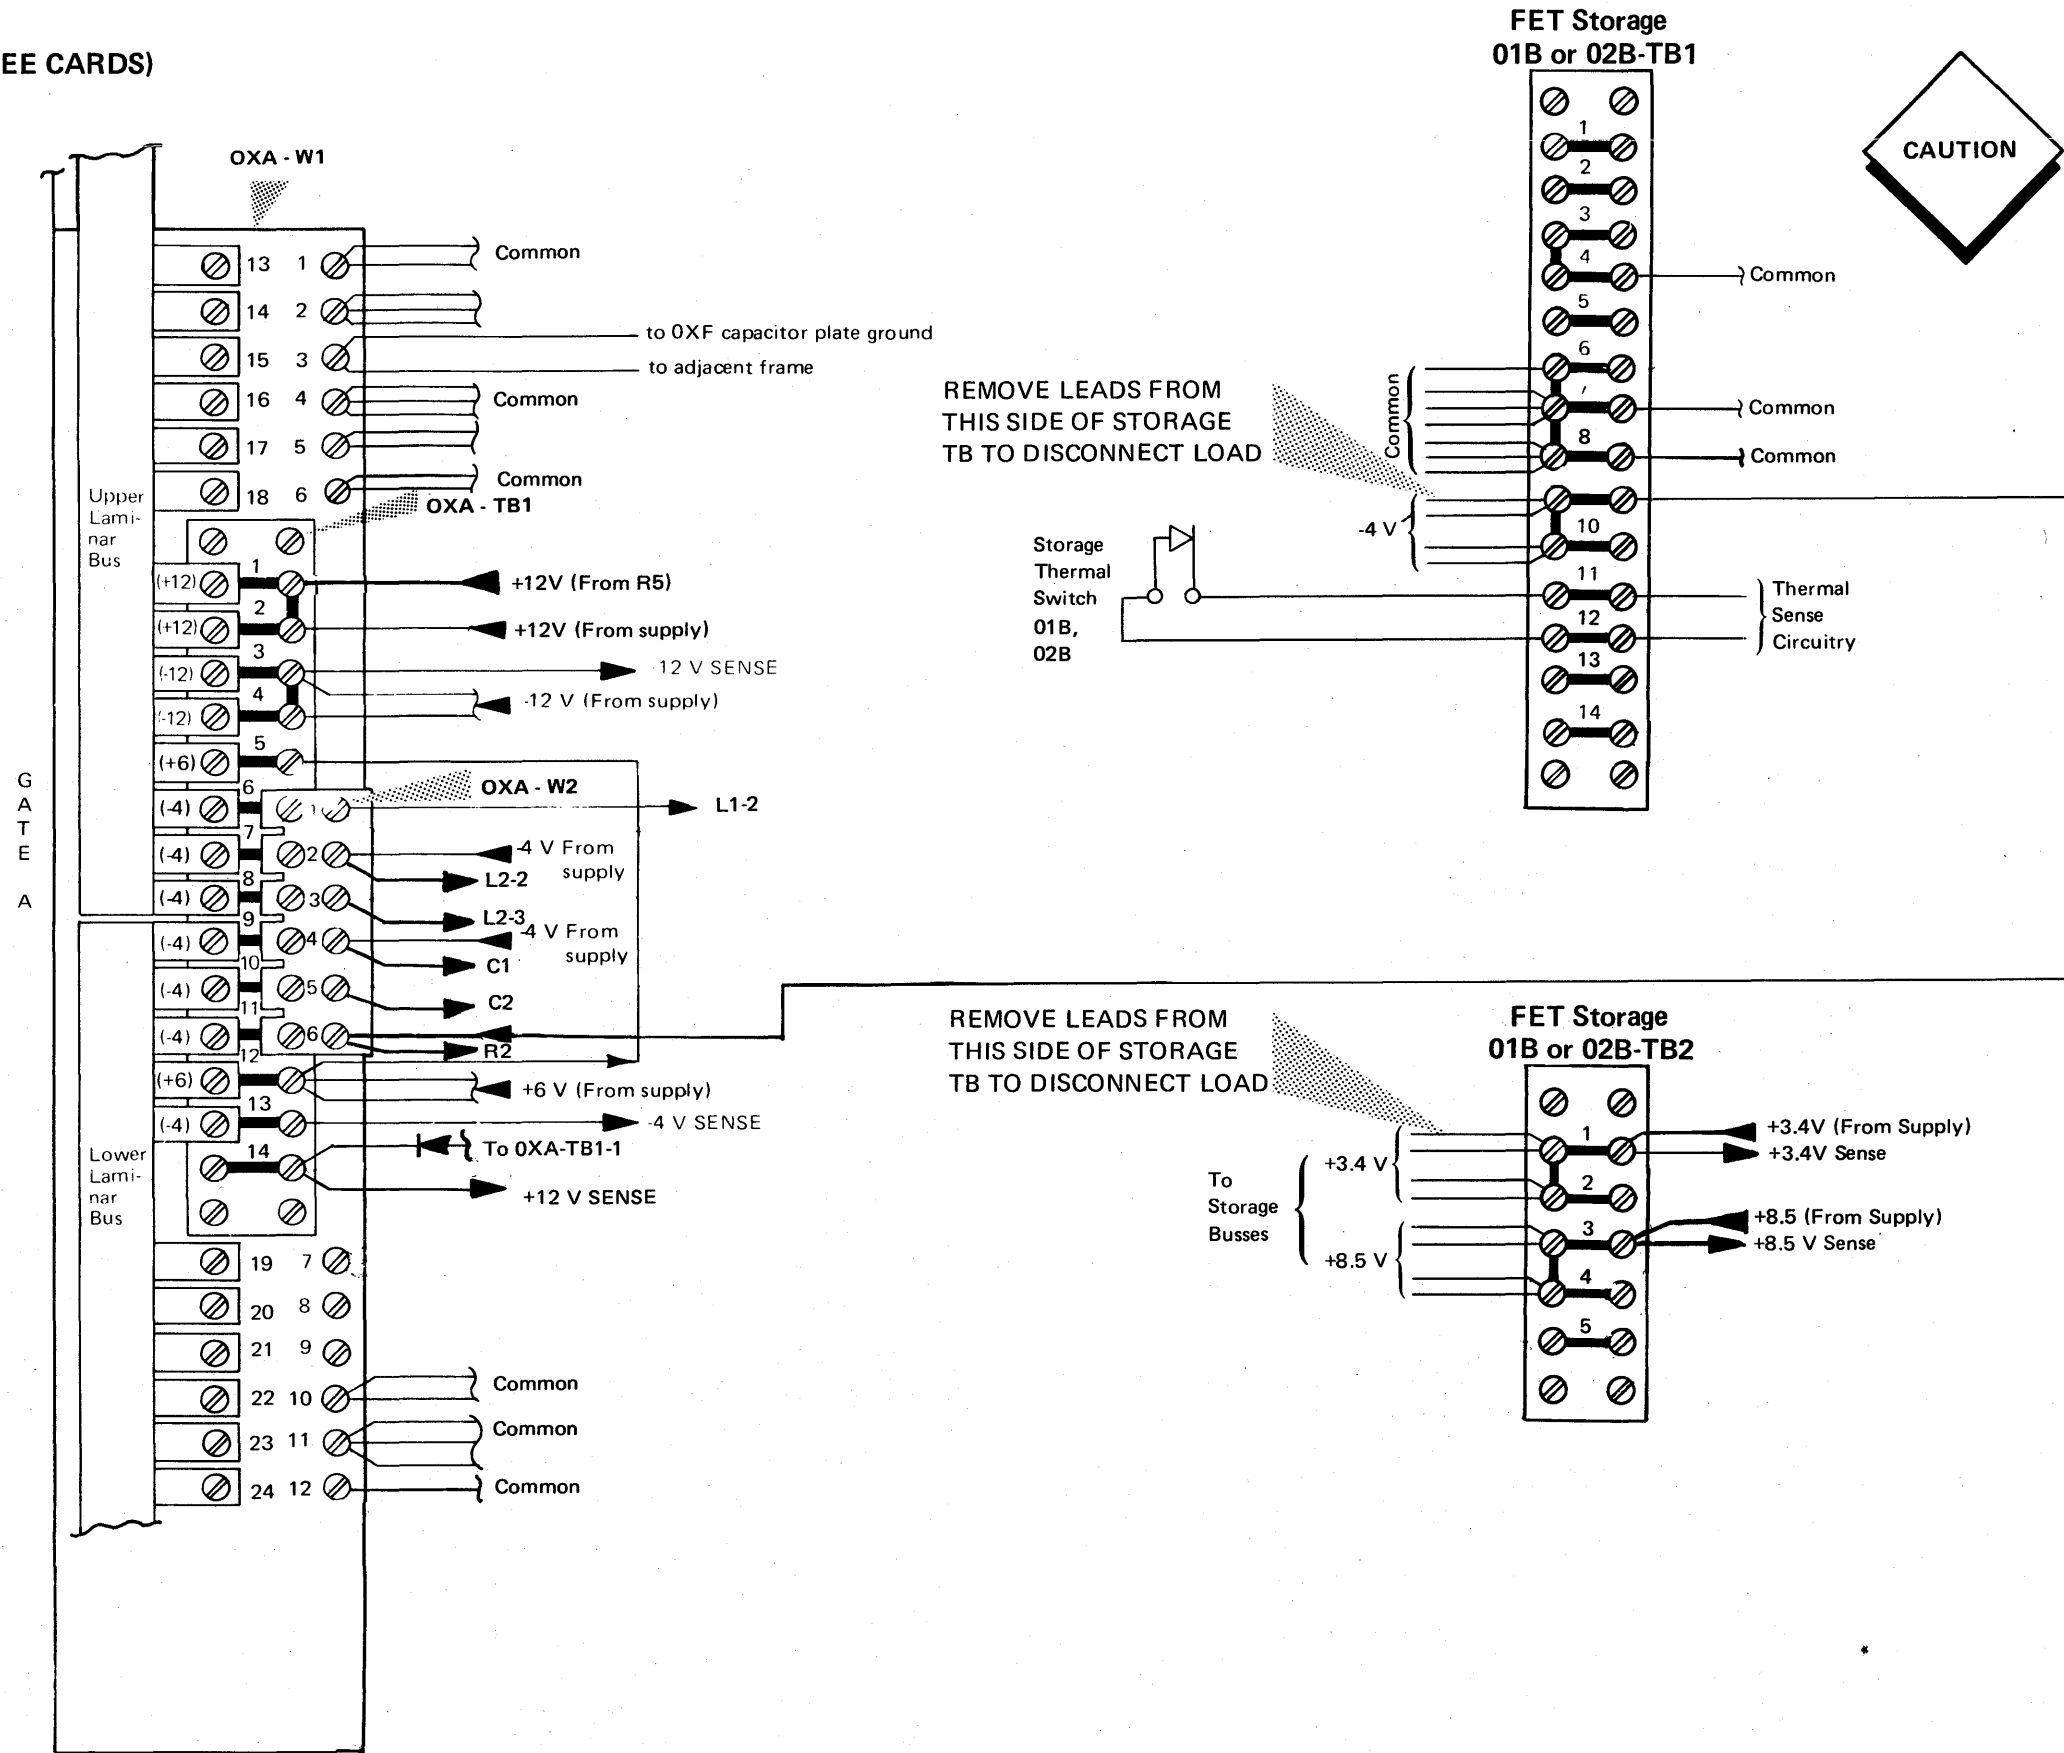 EE CARDS)
OXA - W1
13 1
Common
14 2
to 0XF capacitor plate ground
15 3
to adjacent frame
16 4
Common
17 5
18 6
Common
OXA - TB1
Upper
Lami-
nar
Bus
1
(+12)
+12V (From R5)
2
(+12)
+12V (From supply)
3
(-12)
12 V SENSE
4
(-12)
-12 V (From supply)
5
(+6)
OXA - W2
6
(-4)
1
L1-2
7
(-4)
2
-4 V From
supply
L2-2
8
(-4)
3
L2-3
9
(-4)
4
-4 V From
supply
C1
10
(-4)
5
C2
11
(-4)
6
R2
12
(+6)
+6 V (From supply)
13
(-4)
-4 V SENSE
14
To 0XA-TB1-1
+12 V SENSE
G
A
T
E
A
Lower
Lami-
nar
Bus
19 7
20 8
21 9
22 10
Common
23 11
Common
24 12
Common
FET Storage
01B or 02B-TB1
1
2
3
4
Common
5
6
Common
Common
8
Common
REMOVE LEADS FROM
THIS SIDE OF STORAGE
TB TO DISCONNECT LOAD
-4 V
10
Storage
Thermal
Switch
01B,
02B
11
12
13
14
Thermal
Sense
Circuitry
CAUTION
REMOVE LEADS FROM
THIS SIDE OF STORAGE
TB TO DISCONNECT LOAD
FET Storage
01B or 02B-TB2
To
Storage
Busses
+3.4 V
+8.5 V
1
+3.4V (From Supply)
+3.4V Sense
2
3
+8.5 (From Supply)
+8.5 V Sense
4
5